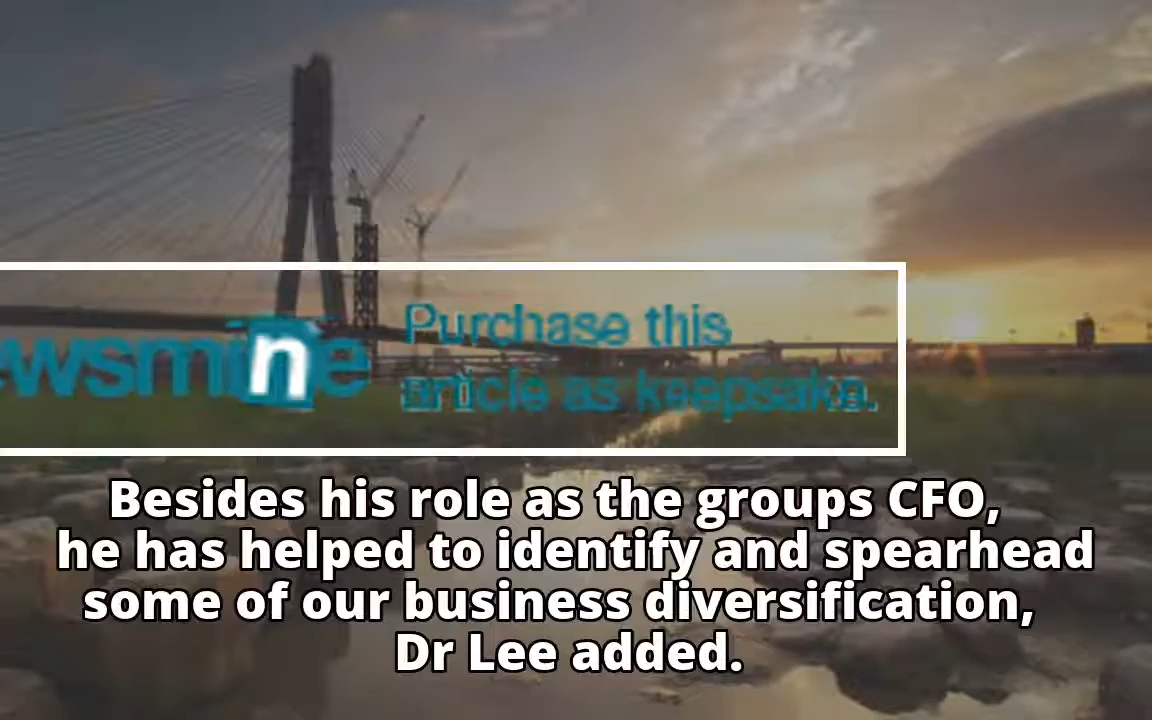 ewsmine
Purchase this
article as keepsake.
Besides his role as the groups CFO,
he has helped to identify and spearhead
some of our business diversification,
Dr Lee added.